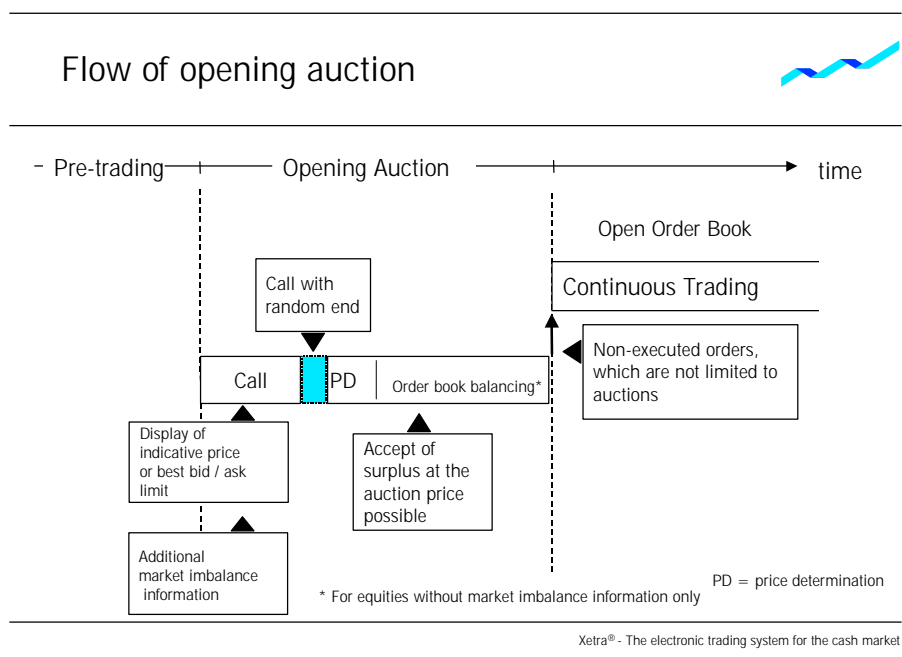 Flow of opening auction
Pre-trading
Opening Auction
time
Open Order Book
Call with
random end
Continuous Trading
Non-executed orders,
which are not limited to
auctions
Call
PD
Order book balancing*
Display of
indicative price
or best bid / ask
limit
Accept of
surplus at the
auction price
possible
Additional
market imbalance
information
* For equities without market imbalance information only
PD = price determination
Xetra® - The electronic trading system for the cash market